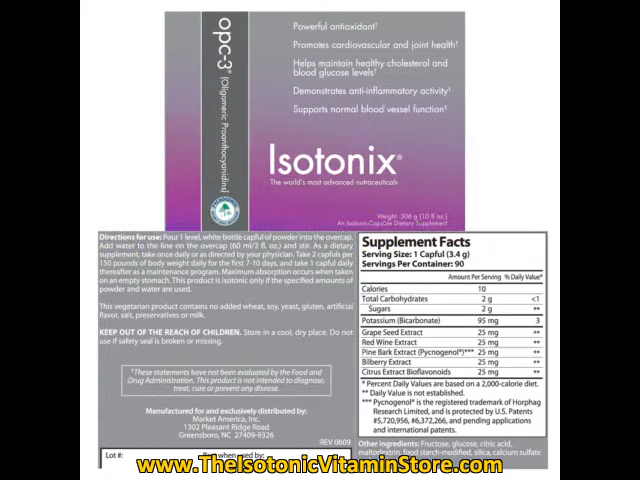 opc-3® [Oligomeric Proanthocyanidins]
Powerful antioxidant†
Promotes cardiovascular and joint health†
Helps maintain healthy cholesterol and
blood glucose levels†
Demonstrates anti-inflammatory activity†
Supports normal blood vessel function†
Isotonix®
The world's most advanced nutraceuticals
Weight: 306 g [10.8 oz.]
An Isotonic-Capable Dietary Supplement
Directions for use: Pour 1 level, white bottle capful of powder into the overcap.
Add water to the line on the overcap (60 ml/2 fl. oz.) and stir. As a dietary
supplement, take once daily or as directed by your physician. Take 2 capfuls per
150 pounds of body weight daily for the first 7-10 days, and take 1 capful daily
thereafter as a maintenance program. Maximum absorption occurs when taken
on an empty stomach. This product is isotonic only if the specified amounts of
powder and water are used.
This vegetarian product contains no added wheat, soy, yeast, gluten, artificial
flavor, salt, preservatives or milk.
KEEP OUT OF THE REACH OF CHILDREN. Store in a cool, dry place. Do not
use if safety seal is broken or missing.
†These statements have not been evaluated by the Food and
Drug Administration. This product is not intended to diagnose,
treat, cure or prevent any disease.
Manufactured for and exclusively distributed by:
Market America, Inc.
1302 Pleasant Ridge Road
Greensboro, NC 27409-9326
REV 0609
Lot #: Best when used by:
Supplement Facts
Serving Size: 1 Capful (3.4 g)
Servings Per Container: 90
Amount Per Serving % Daily Value*
Calories 10
Total Carbohydrates 2 g <1
Sugars 2 g **
Potassium (Bicarbonate) 95 mg 3
Grape Seed Extract 25 mg **
Red Wine Extract 25 mg **
Pine Bark Extract (Pycnogenol®)*** 25 mg **
Bilberry Extract 25 mg **
Citrus Extract Bioflavonoids 25 mg **
* Percent Daily Values are based on a 2,000-calorie diet.
** Daily Value is not established.
*** Pycnogenol® is the registered trademark of Horphag
Research Limited, and is protected by U.S. Patents
#5,720,956, #6,372,266, and pending applications
and international patents.
Other ingredients: Fructose, glucose, citric acid,
maltodextrin, food starch-modified, silica, calcium sulfate
www.TheIsotonicVitaminStore.com